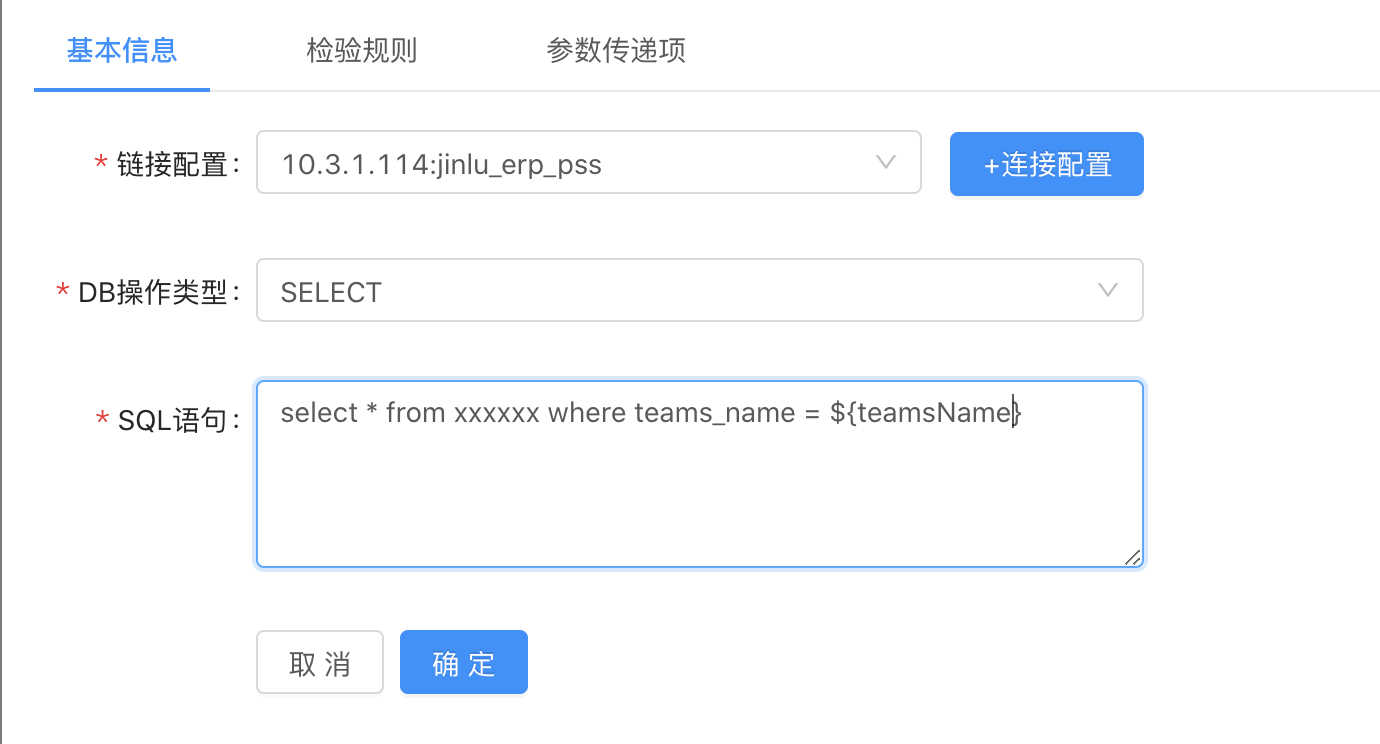 基本信息 检验规则 参数传递项
* 链接配置: 10.3.1.114:jinlu_erp_pss +连接配置
* DB操作类型: SELECT
* SQL语句: select * from xxxxxx where teams_name = ${teamsName}
取 消 确 定